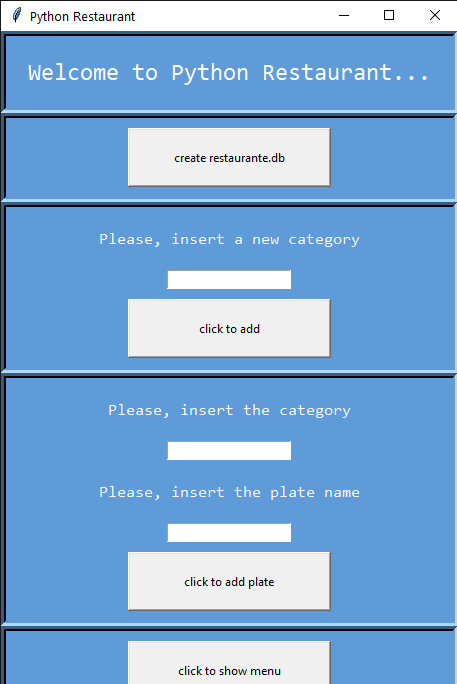 Python Restaurant
Welcome to Python Restaurant...
create restaurante.db
Please, insert a new category
click to add
Please, insert the category
Please, insert the plate name
click to add plate
click to show menu